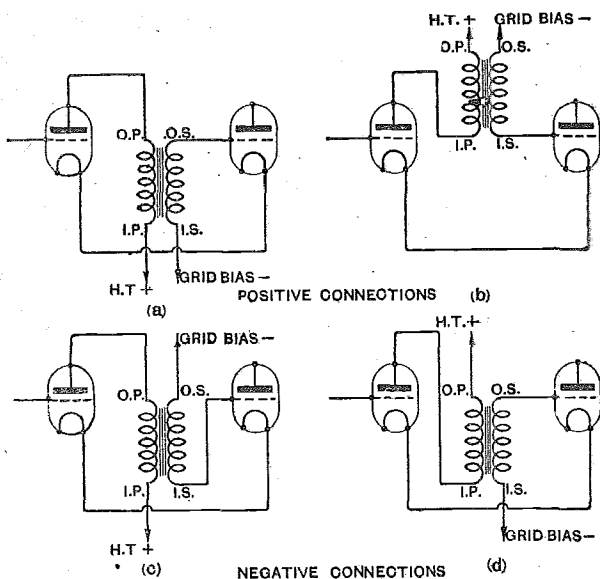 H.T. + GRID BIAS –
O.P. O.S.
I.P. I.S.
O.P. O.S.
I.P. I.S.
GRID BIAS –
H.T +
POSITIVE CONNECTIONS
(a)
(b)
GRID BIAS –
H.T. +
O.P. O.S.
O.P. O.S.
I.P. I.S.
I.P. I.S.
GRID BIAS –
H.T +
(c)
NEGATIVE CONNECTIONS
(d)